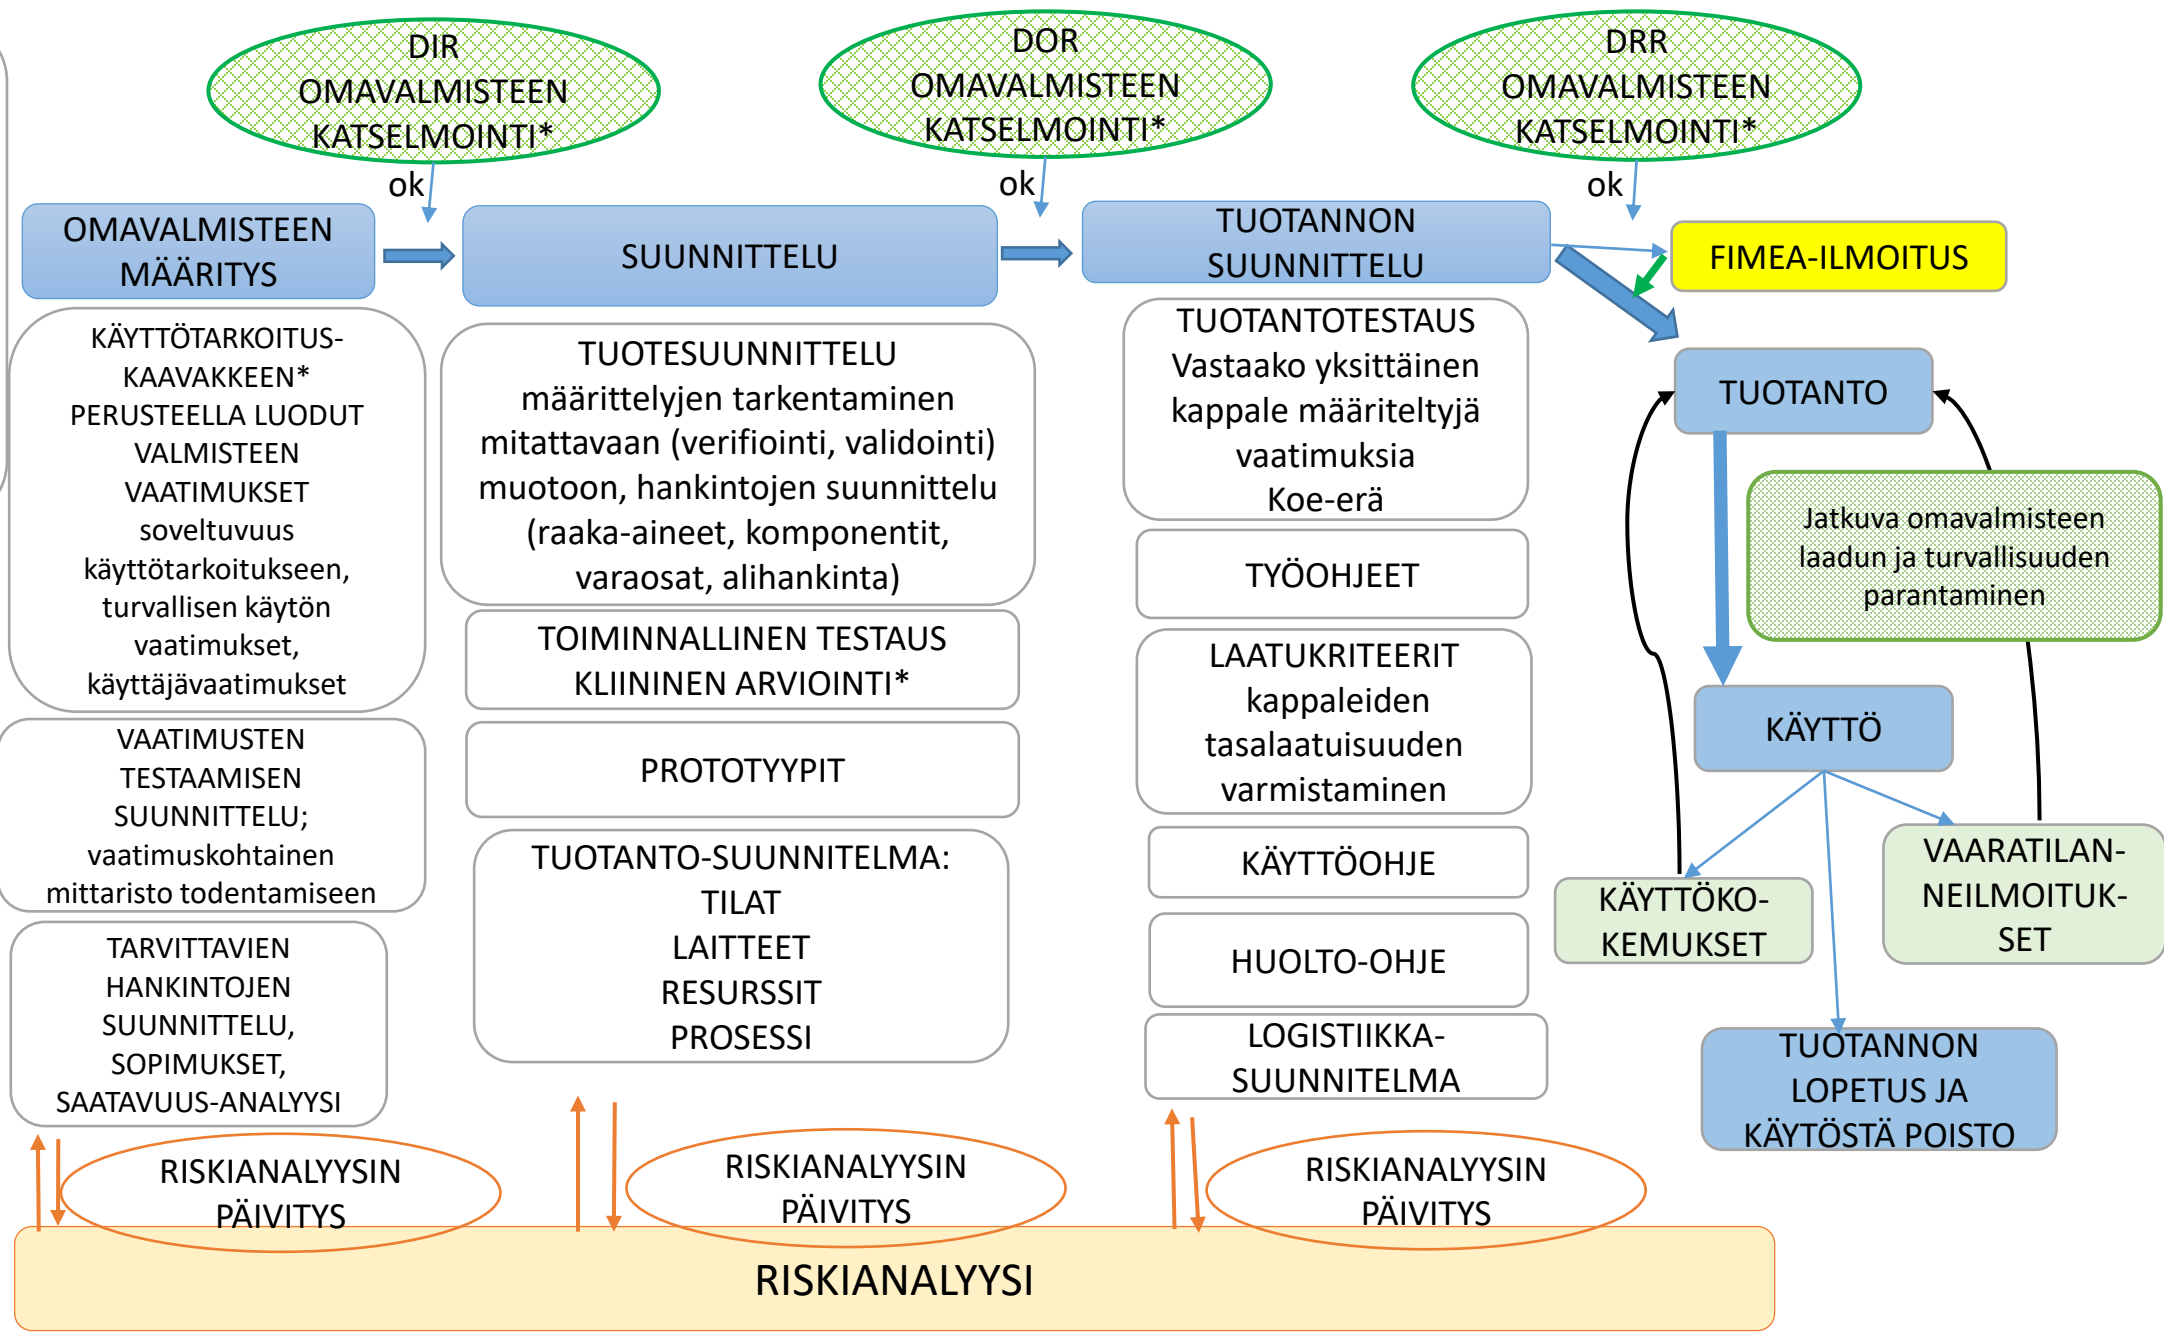 DIR
OMAVALMISTEEN
KATSELMOINTI*
ok
DOR
OMAVALMISTEEN
KATSELMOINTI*
ok
DRR
OMAVALMISTEEN
KATSELMOINTI*
ok
OMAVALMISTEEN
MÄÄRITYS
SUUNNITTELU
TUOTANNON
SUUNNITTELU
FIMEA-ILMOITUS
KÄYTTÖTARKOITUS-
KAAVAKKEEN*
PERUSTEELLA LUODUT
VALMISTEEN
VAATIMUKSET
soveltuvuus
käyttötarkoitukseen,
turvallisen käytön
vaatimukset,
käyttäjävaatimukset
VAATIMUSTEN
TESTAAMISEN
SUUNNITTELU;
vaatimuskohtainen
mittaristo todentamiseen
TARVITTAVIEN
HANKINTOJEN
SUUNNITTELU,
SOPIMUKSET,
SAATAVUUS-ANALYYSI
TUOTESUUNNITTELU
määrittelyjen tarkentaminen
mitattavaan (verifiointi, validointi)
muotoon, hankintojen suunnittelu
(raaka-aineet, komponentit,
varaosat, alihankinta)
TOIMINNALLINEN TESTAUS
KLIININEN ARVIOINTI*
PROTOTYYPIT
TUOTANTO-SUUNNITELMA:
TILAT
LAITTEET
RESURSSIT
PROSESSI
TUOTANTOTESTAUS
Vastaako yksittäinen
kappale määriteltyjä
vaatimuksia
Koe-erä
TYÖOHJEET
LAATUKRITEERIT
kappaleiden
tasalaatuisuuden
varmistaminen
KÄYTTÖOHJE
HUOLTO-OHJE
LOGISTIIKKA-
SUUNNITELMA
TUOTANTO
Jatkuva omavalmisteen
laadun ja turvallisuuden
parantaminen
KÄYTTÖ
KÄYTTÖKO-
KEMUKSET
VAARATILAN-
NEILMOITUK-
SET
TUOTANNON
LOPETUS JA
KÄYTÖSTÄ POISTO
RISKIANALYYSIN
PÄIVITYS
RISKIANALYYSIN
PÄIVITYS
RISKIANALYYSIN
PÄIVITYS
RISKIANALYYSI